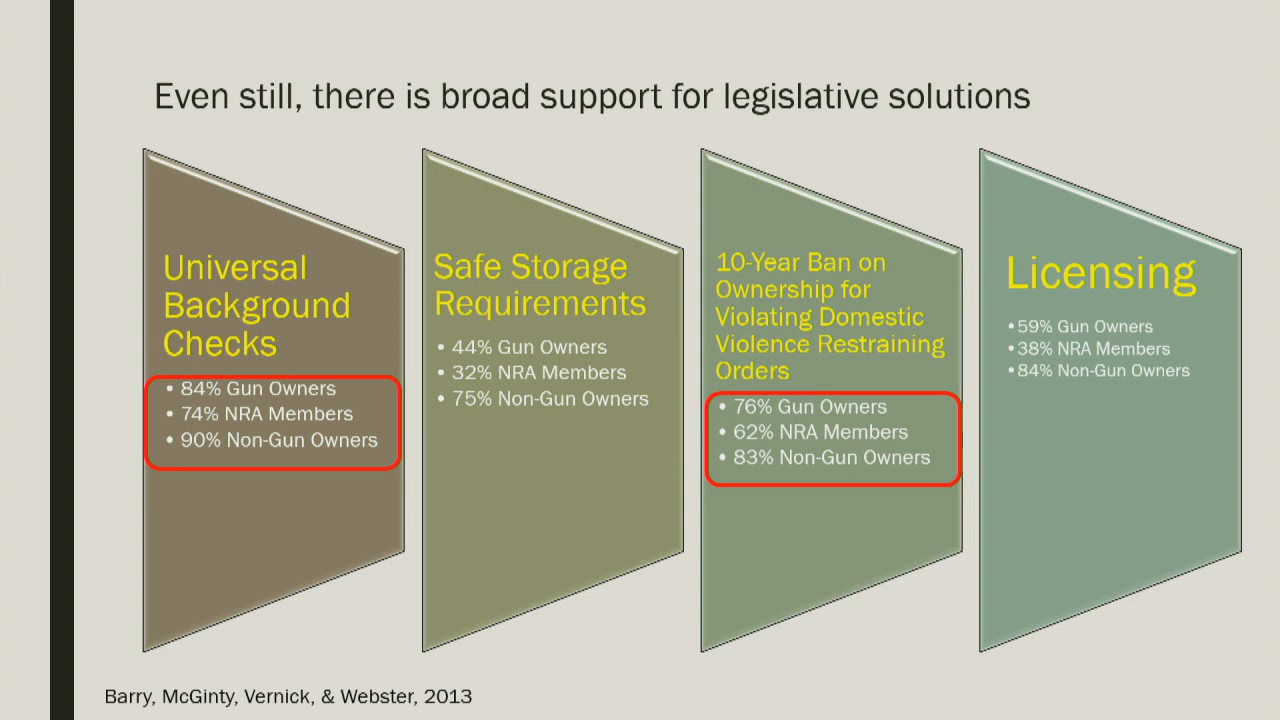 Even still, there is broad support for legislative solutions
Universal
Background
Checks
• 84% Gun Owners
• 74% NRA Members
• 90% Non-Gun Owners
Safe Storage
Requirements
• 44% Gun Owners
• 32% NRA Members
• 75% Non-Gun Owners
10-Year Ban on
Ownership for
Violating Domestic
Violence Restraining
Orders
• 76% Gun Owners
• 62% NRA Members
• 83% Non-Gun Owners
Licensing
•59% Gun Owners
•38% NRA Members
•84% Non-Gun Owners
Barry, McGinty, Vernick, & Webster, 2013